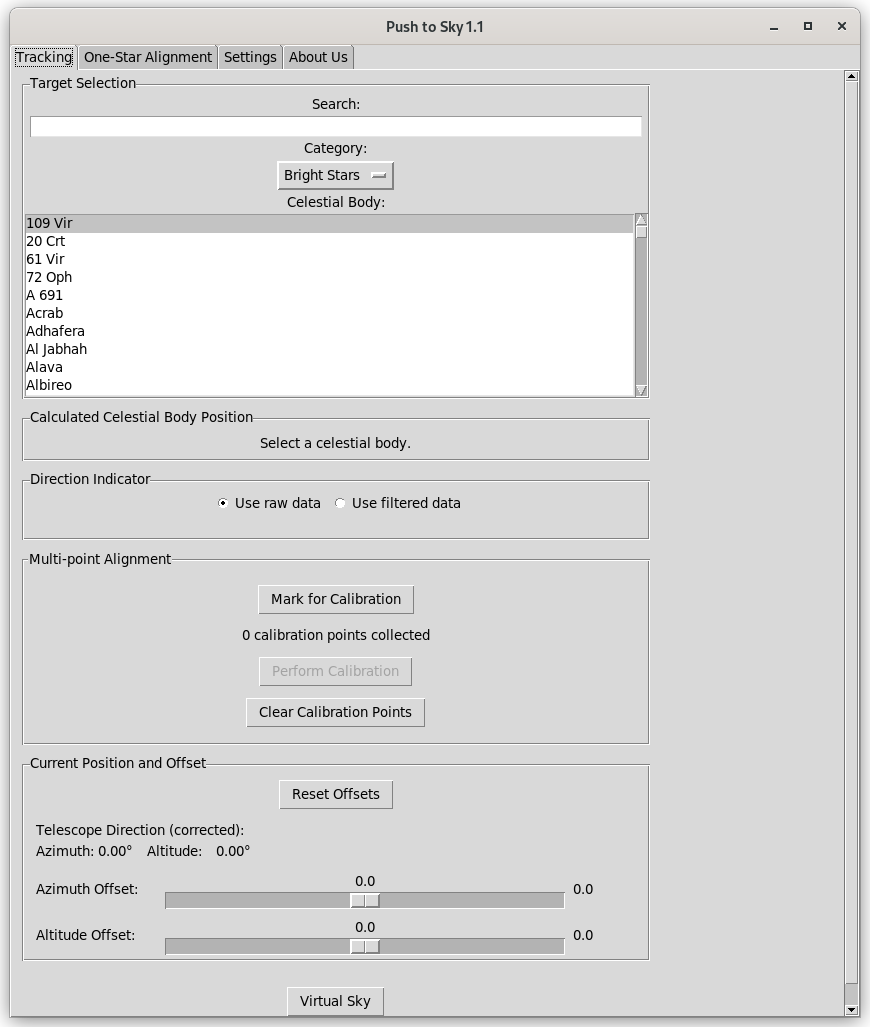 Push to Sky 1.1
Tracking One-Star Alignment Settings About Us
Target Selection
Search:
Category:
Bright Stars
Celestial Body:
109 Vir
20 Crt
61 Vir
72 Oph
A 691
Acrab
Adhafera
Al Jabhah
Alava
Albireo
Calculated Celestial Body Position
Select a celestial body.
Direction Indicator
Use raw data Use filtered data
Multi-point Alignment
Mark for Calibration
0 calibration points collected
Perform Calibration
Clear Calibration Points
Current Position and Offset
Reset Offsets
Telescope Direction (corrected):
Azimuth: 0.00° Altitude: 0.00°
0.0
Azimuth Offset: 0.0
0.0
Altitude Offset: 0.0
Virtual Sky